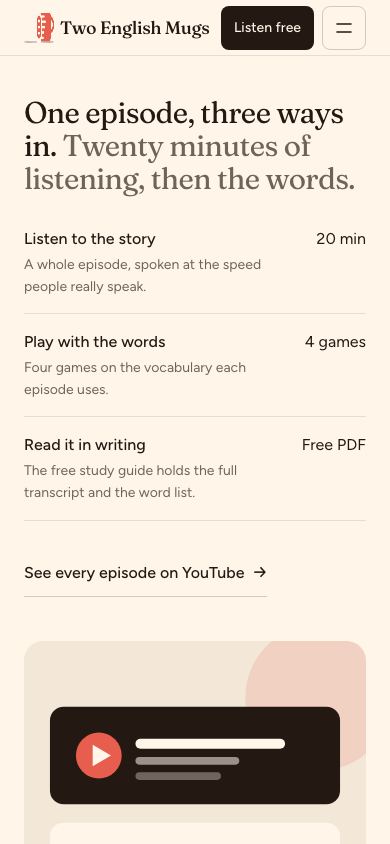 Two English Mugs
Listen free
One episode, three ways
in. Twenty minutes of
listening, then the words.
Listen to the story
20 min
A whole episode, spoken at the speed
people really speak.
Play with the words
4 games
Four games on the vocabulary each
episode uses.
Read it in writing
Free PDF
The free study guide holds the full
transcript and the word list.
See every episode on YouTube →